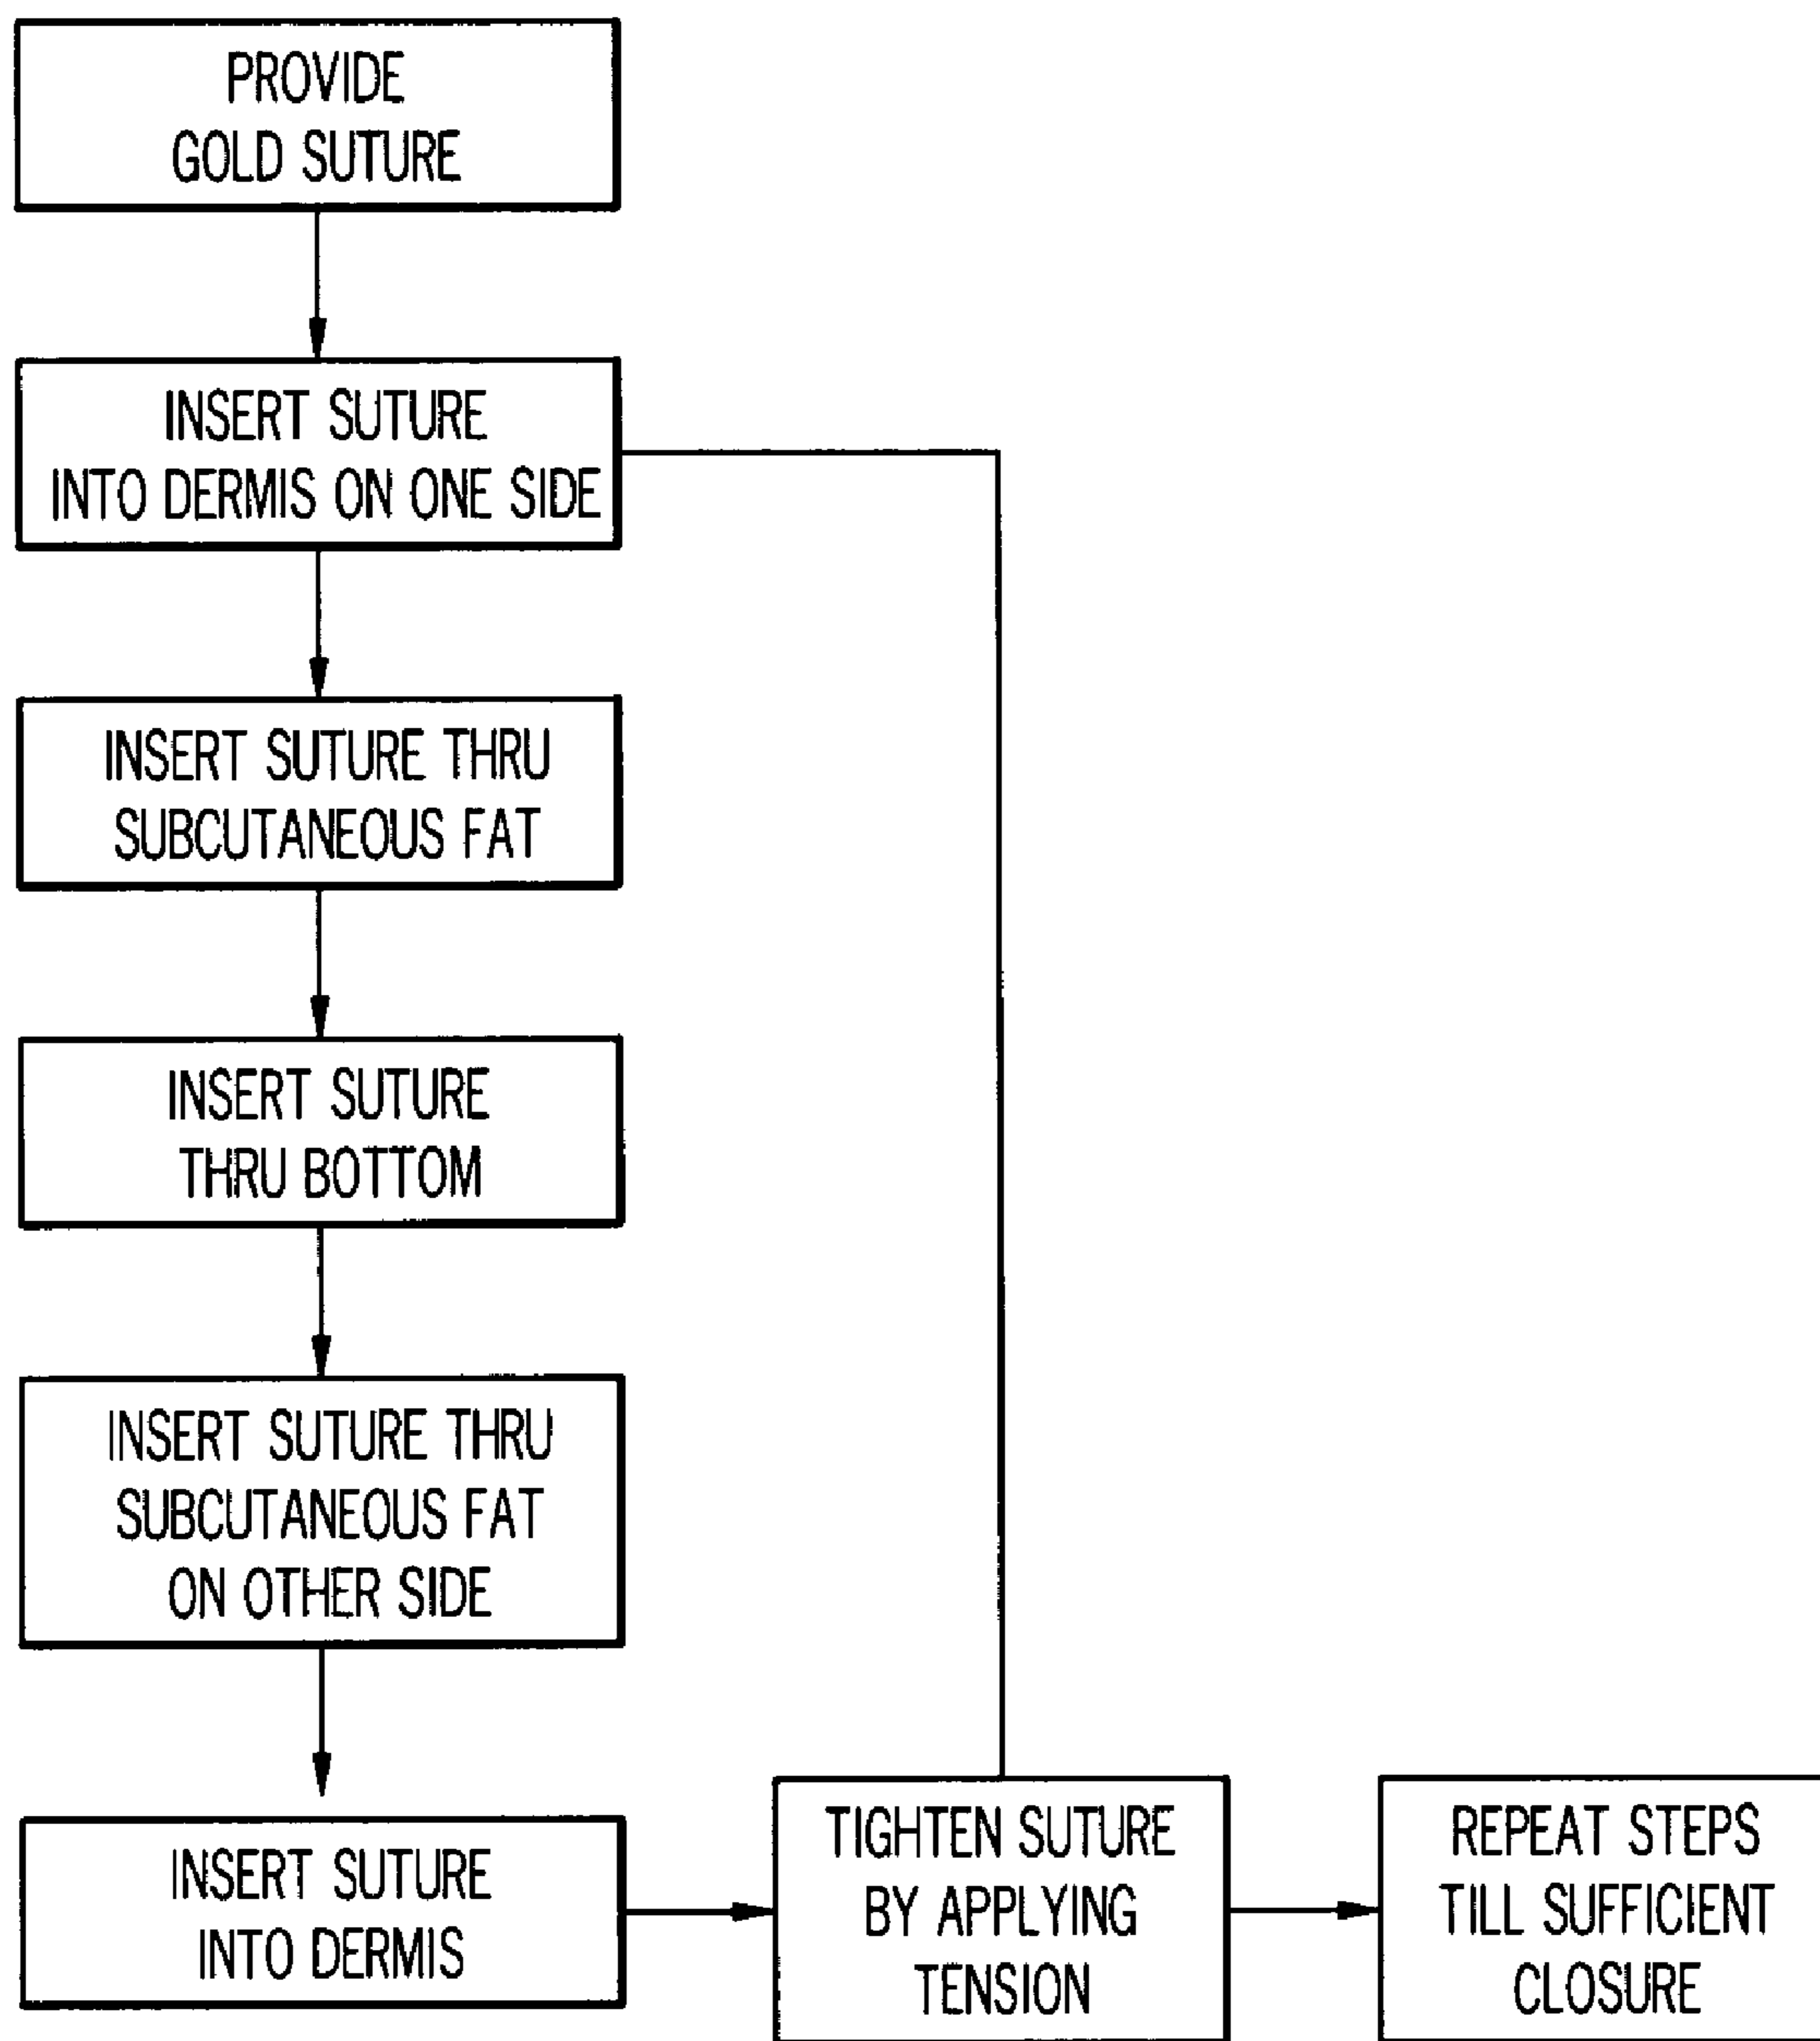 PROVIDE
GOLD SUTURE
INSERT SUTURE
INTO DERMIS ON ONE SIDE
INSERT SUTURE THRU
SUBCUTANEOUS FAT
INSERT SUTURE
THRU BOTTOM
INSERT SUTURE THRU
SUBCUTANEOUS FAT
ON OTHER SIDE
INSERT SUTURE
INTO DERMIS
TIGHTEN SUTURE
BY APPLYING
TENSION
REPEAT STEPS
TILL SUFFICIENT
CLOSURE